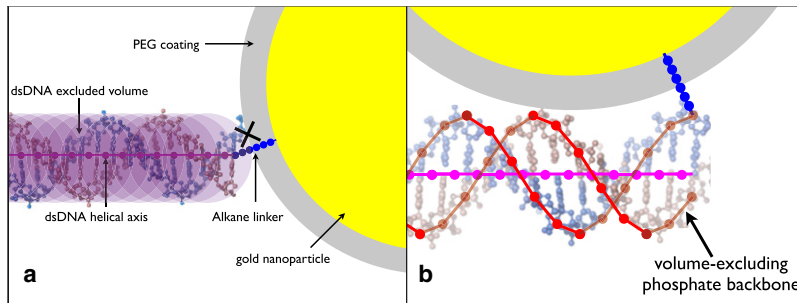 PEG coating
dsDNA excluded volume
dsDNA helical axis
Alkane linker
gold nanoparticle
a
b
volume-excluding
phosphate backbone